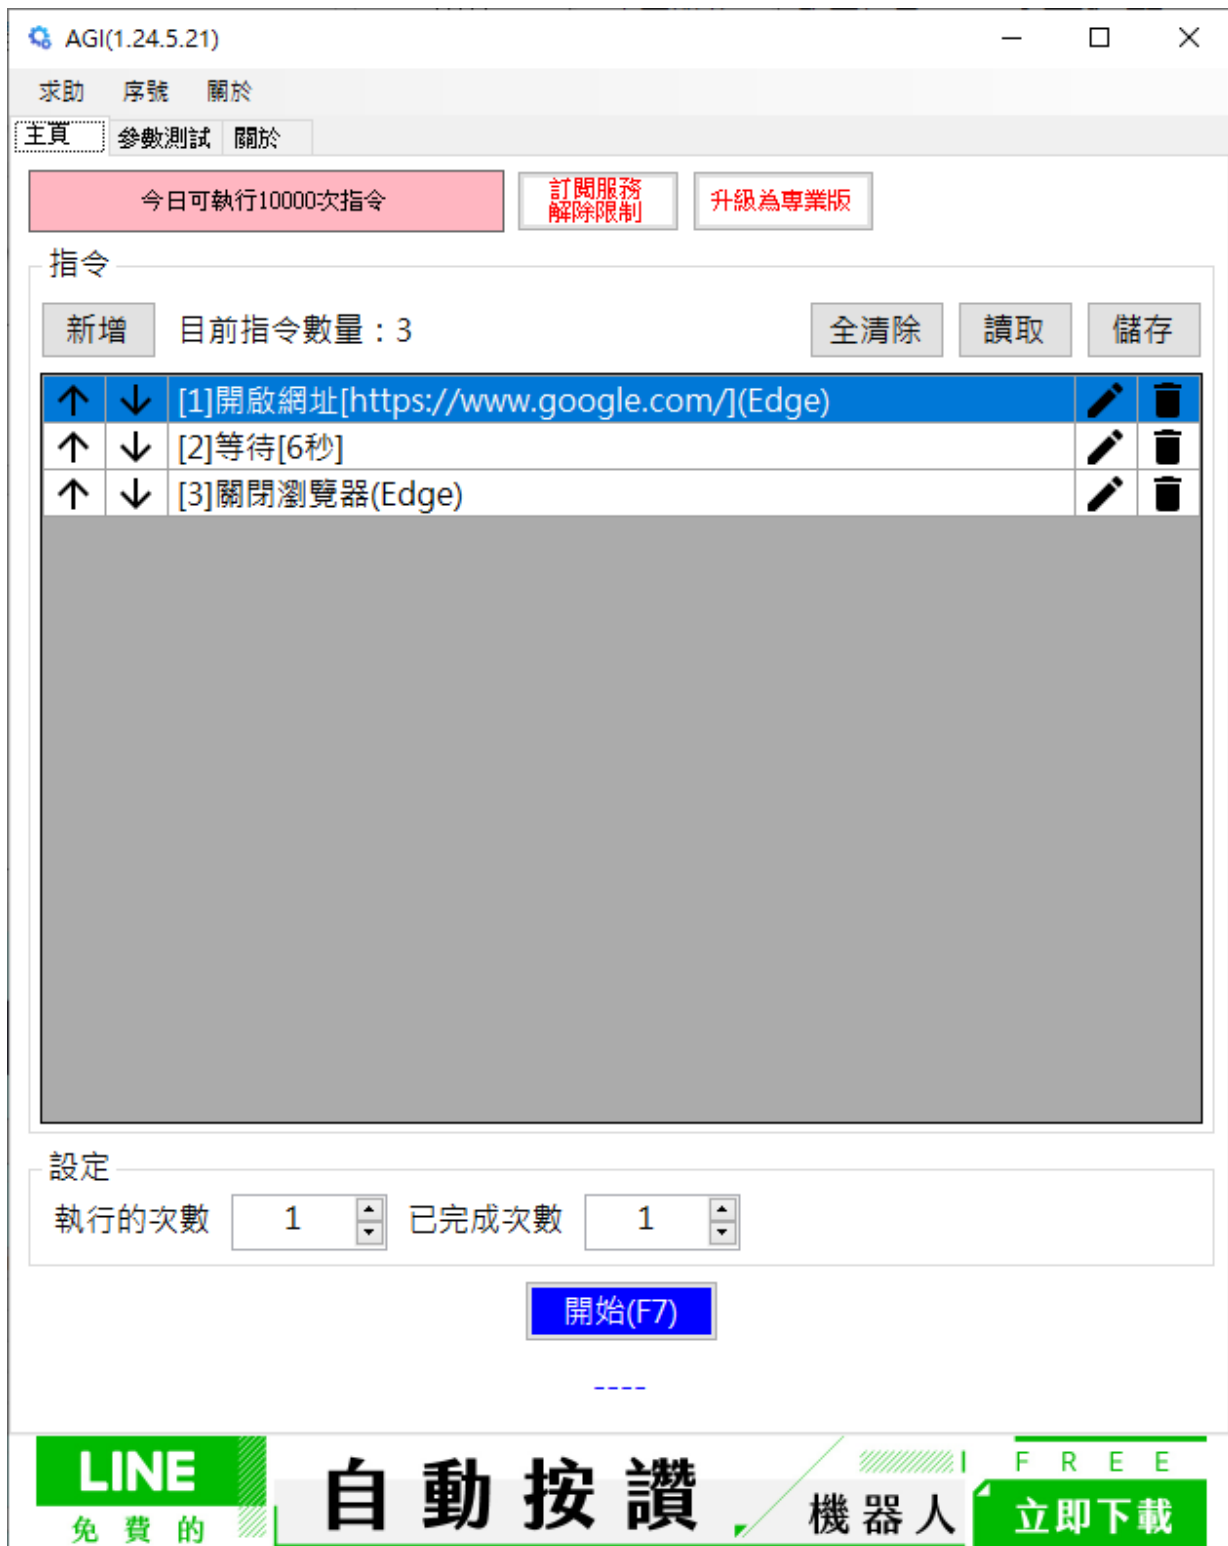 AGI(1.24.5.21)
求助 序號 關於
主頁 參數測試 關於
今日可執行10000次指令
訂閱服務
解除限制
升級為專業版
指令
新增 目前指令數量：3 全清除 讀取 儲存
[1]開啟網址[https://www.google.com/](Edge)
[2]等待[6秒]
[3]關閉瀏覽器(Edge)
設定
執行的次數 1 已完成次數 1
開始(F7)
----
LINE
免費的
自動按讚
機器人
FREE
立即下載